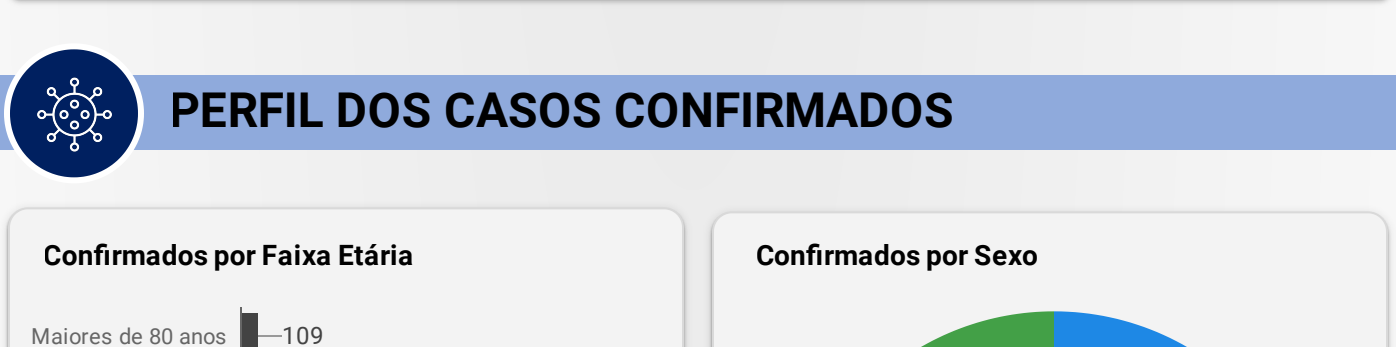 PERFIL DOS CASOS CONFIRMADOS
Confirmados por Faixa Etária
Maiores de 80 anos 109
Confirmados por Sexo